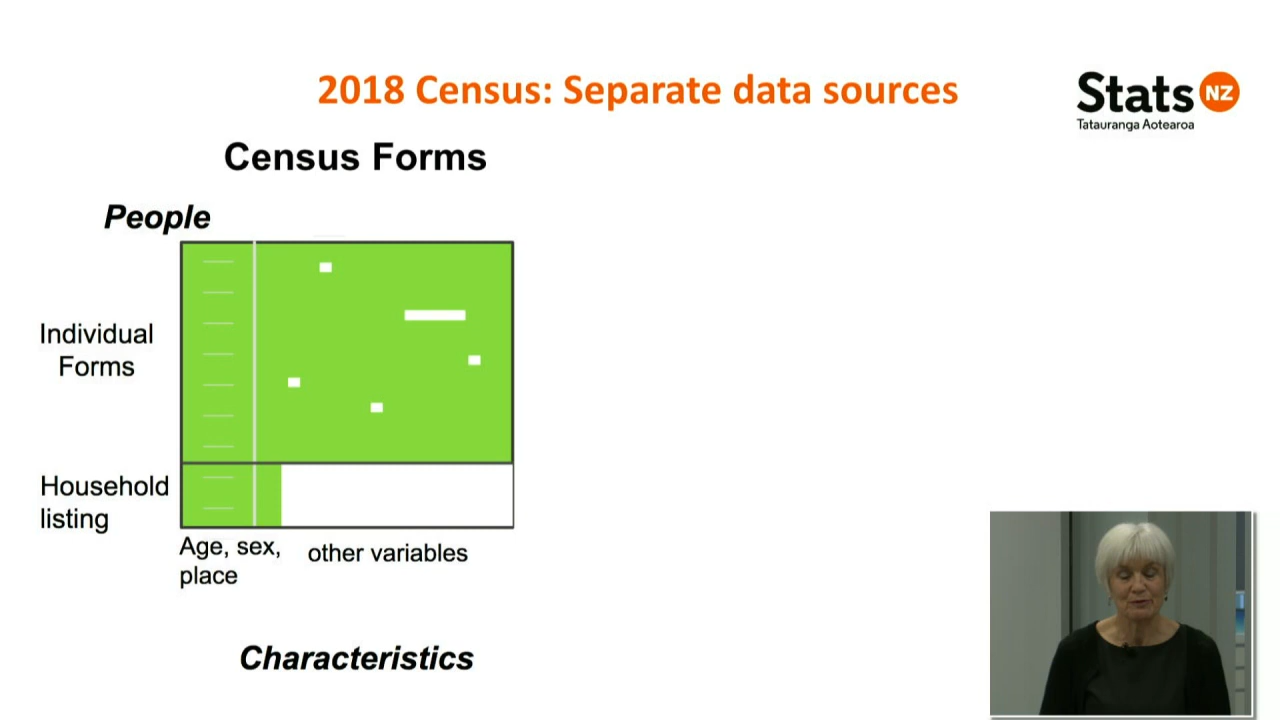 2018 Census: Separate data sources
Stats NZ
Tatauranga Aotearoa
Census Forms
People
Individual
Forms
Household
listing
Age, sex,
place
other variables
Characteristics